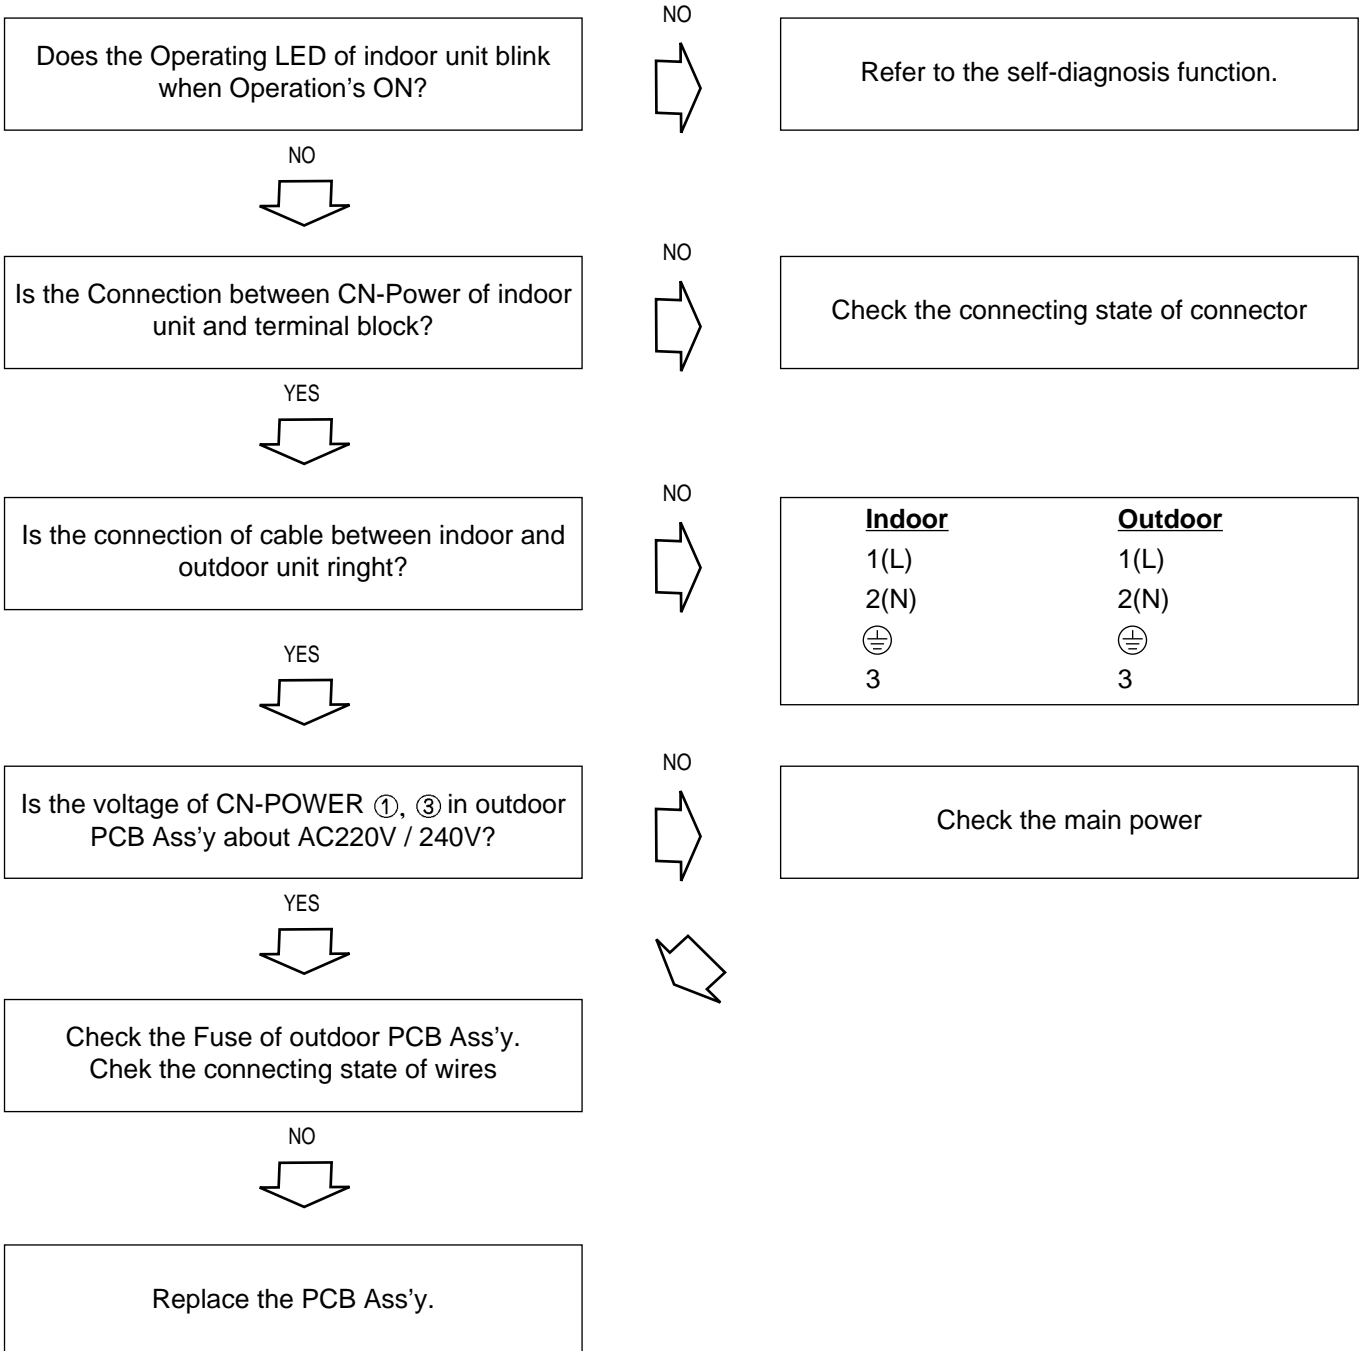 NO
Does the Operating LED of indoor unit blink
when Operation's ON?
Refer to the self-diagnosis function.
NO
NO
Is the Connection between CN-Power of indoor
unit and terminal block?
Check the connecting state of connector
YES
NO
Is the connection of cable between indoor and
outdoor unit ringht?
Indoor Outdoor
1(L) 1(L)
2(N) 2(N)
3 3
YES
NO
Is the voltage of CN-POWER ①, ③ in outdoor
PCB Ass'y about AC220V / 240V?
Check the main power
YES
Check the Fuse of outdoor PCB Ass'y.
Chek the connecting state of wires
NO
Replace the PCB Ass'y.